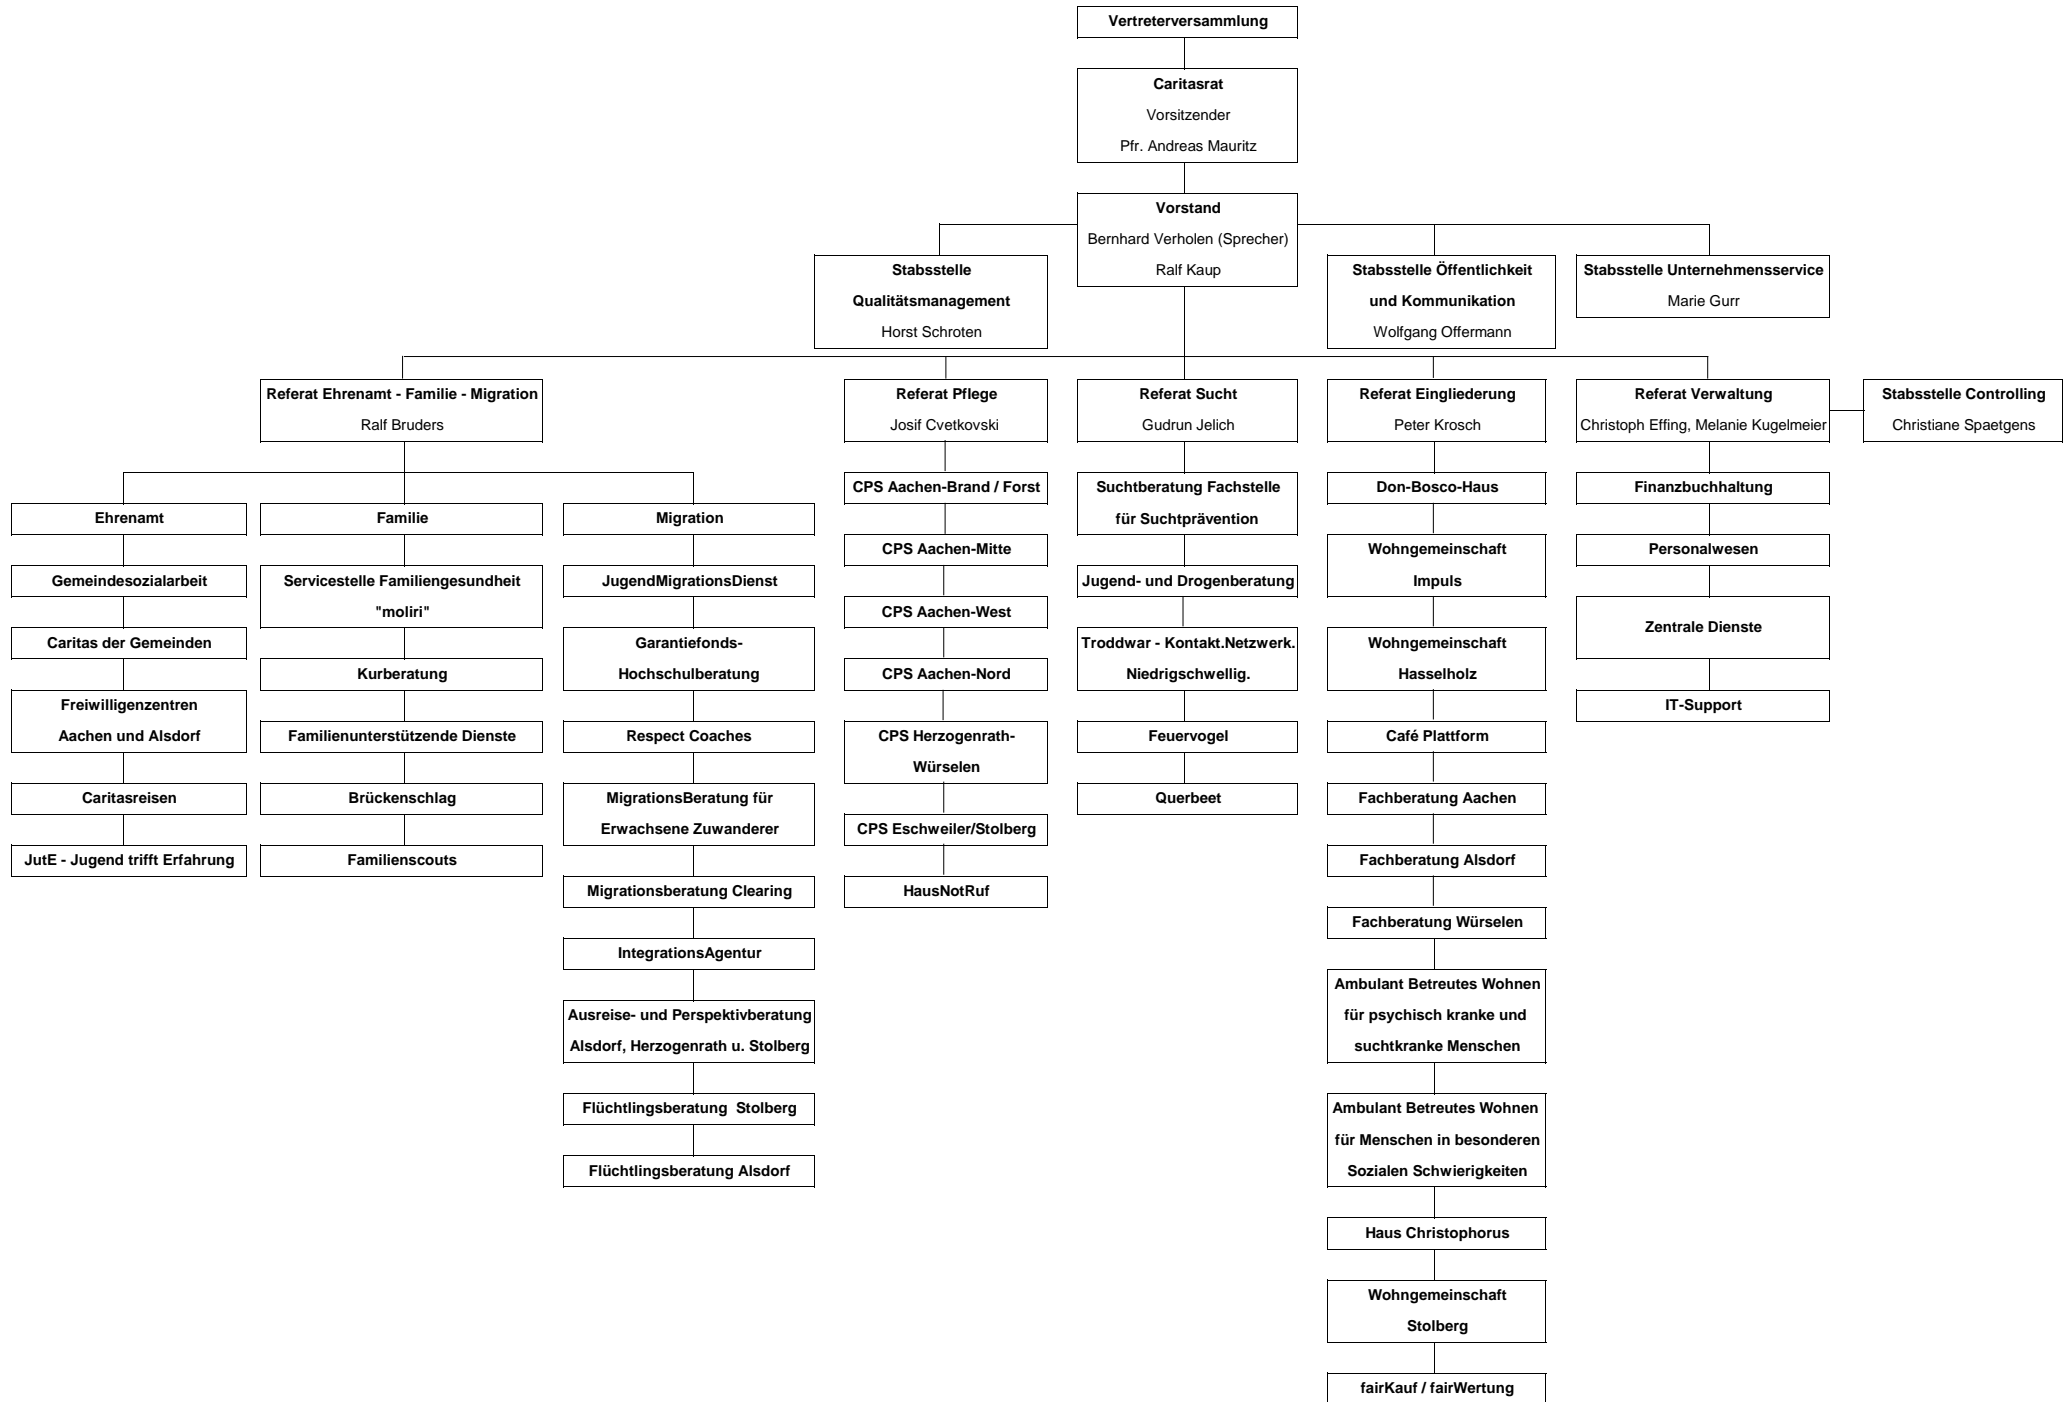 Vertreterversammlung
Caritasrat
Vorsitzender
Pfr. Andreas Mauritz
Vorstand
Bernhard Verholen (Sprecher)
Ralf Kaup
Stabsstelle
Qualitätsmanagement
Horst Schroten
Stabsstelle Öffentlichkeit
und Kommunikation
Wolfgang Offermann
Stabsstelle Unternehmensservice
Marie Gurr
Referat Ehrenamt - Familie - Migration
Ralf Bruders
Referat Pflege
Josif Cvetkovski
Referat Sucht
Gudrun Jelich
Referat Eingliederung
Peter Krosch
Referat Verwaltung
Christoph Effing, Melanie Kugelmeier
Stabsstelle Controlling
Christiane Spaetgens
Ehrenamt
Gemeindesozialarbeit
Caritas der Gemeinden
Freiwilligenzentren
Aachen und Alsdorf
Caritasreisen
JutE - Jugend trifft Erfahrung
Familie
Servicestelle Familiengesundheit
"moliri"
Kurberatung
Familienunterstützende Dienste
Brückenschlag
Familienscouts
Migration
JugendMigrationsDienst
Garantiefonds-
Hochschulberatung
Respect Coaches
MigrationsBeratung für
Erwachsene Zuwanderer
Migrationsberatung Clearing
IntegrationsAgentur
Ausreise- und Perspektivberatung
Alsdorf, Herzogenrath u. Stolberg
Flüchtlingsberatung  Stolberg
Flüchtlingsberatung Alsdorf
CPS Aachen-Brand / Forst
CPS Aachen-Mitte
CPS Aachen-West
CPS Aachen-Nord
CPS Herzogenrath-
Würselen
CPS Eschweiler/Stolberg
HausNotRuf
Suchtberatung Fachstelle
für Suchtprävention
Jugend- und Drogenberatung
Troddwar - Kontakt.Netzwerk.
Niedrigschwellig.
Feuervogel
Querbeet
Don-Bosco-Haus
Wohngemeinschaft
Impuls
Wohngemeinschaft
Hasselholz
Café Plattform
Fachberatung Aachen
Fachberatung Alsdorf
Fachberatung Würselen
Ambulant Betreutes Wohnen
für psychisch kranke und
suchtkranke Menschen
Ambulant Betreutes Wohnen
für Menschen in besonderen
Sozialen Schwierigkeiten
Haus Christophorus
Wohngemeinschaft
Stolberg
fairKauf / fairWertung
Finanzbuchhaltung
Personalwesen
Zentrale Dienste
IT-Support